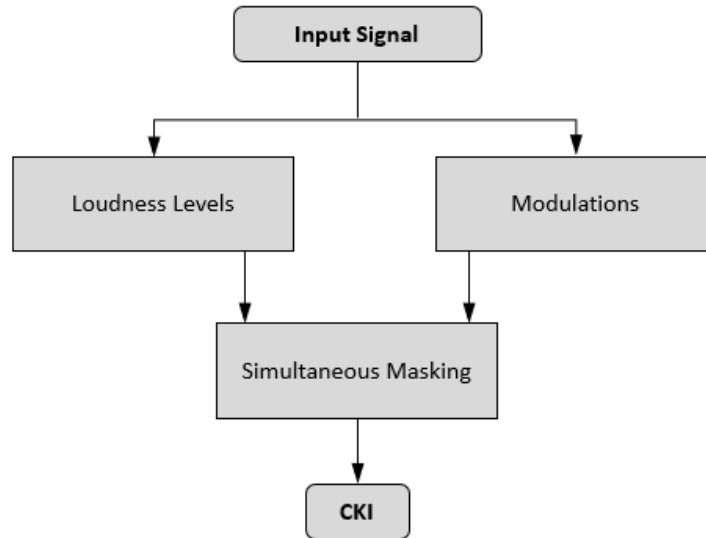 Input Signal
Loudness Levels
Modulations
Simultaneous Masking
CKI